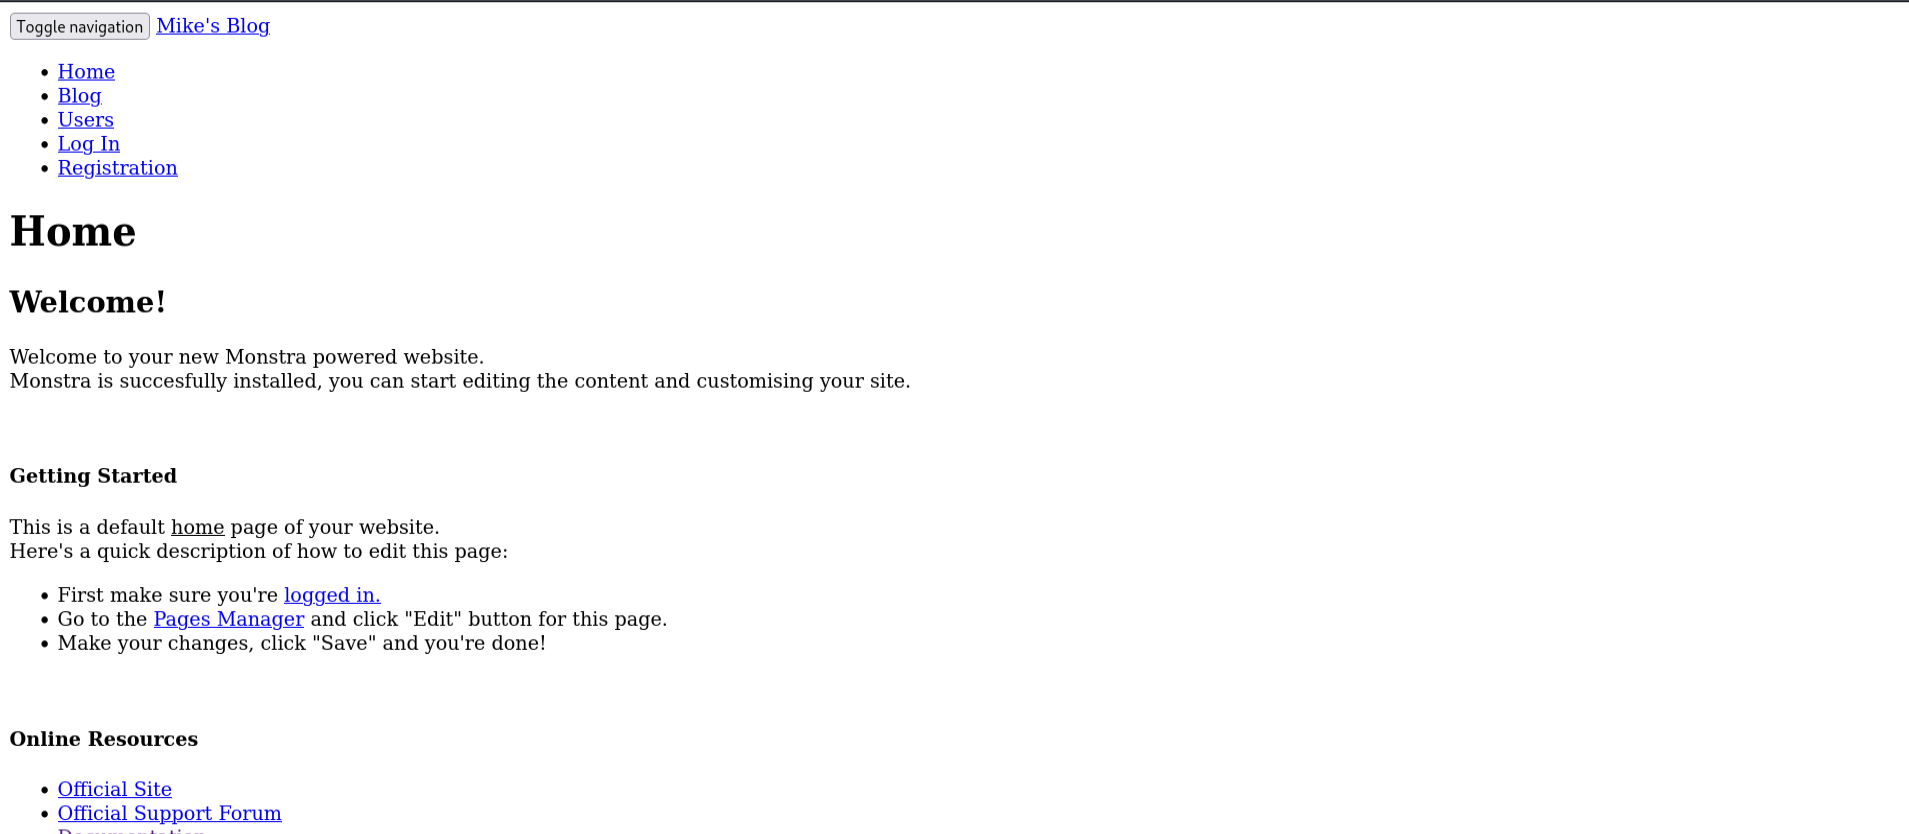 Toggle navigation Mike's Blog
Home
Blog
Users
Log In
Registration
Home
Welcome!
Welcome to your new Monstra powered website.
Monstra is succesfully installed, you can start editing the content and customising your site.
Getting Started
This is a default home page of your website.
Here's a quick description of how to edit this page:
First make sure you're logged in.
Go to the Pages Manager and click "Edit" button for this page.
Make your changes, click "Save" and you're done!
Online Resources
Official Site
Official Support Forum
Documentation